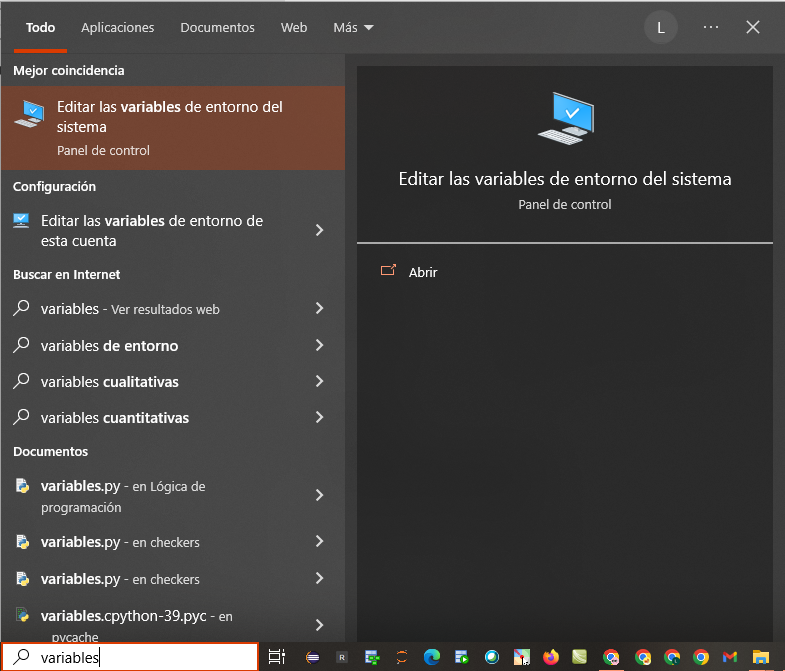 Todo Aplicaciones Documentos Web Más L ...
Mejor coincidencia
Editar las variables de entorno del
sistema
Panel de control
Configuración
Editar las variables de entorno de
esta cuenta
Buscar en Internet
variables - Ver resultados web
variables de entorno
variables cualitativas
variables cuantitativas
Documentos
variables.py - en Lógica de
programación
variables.py - en checkers
variables.py - en checkers
variables.cpython-39.pyc - en
__pycache__
Editar las variables de entorno del sistema
Panel de control
Abrir
variables
R